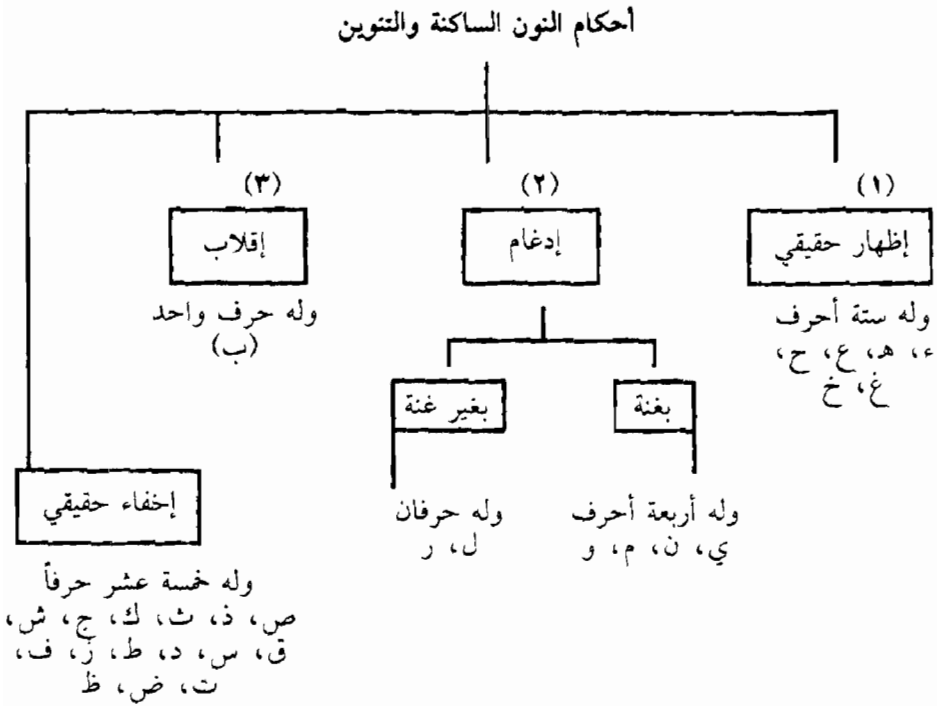 أحكام النون الساكنة والتنوين
(١)
إظهار حقيقي
وله ستة أحرف
ء، هـ، ع، ح،
غ، خ
(٢)
إدغام
بغنة
وله أربعة أحرف
ي، ن، م، و
بغير غنة
وله حرفان
ل، ر
(٣)
إقلاب
وله حرف واحد
(ب)
إخفاء حقيقي
وله خمسة عشر حرفاً
ص، ذ، ث، ك، ج، ش،
ق، س، د، ط، ز، ف،
ت، ض، ظ